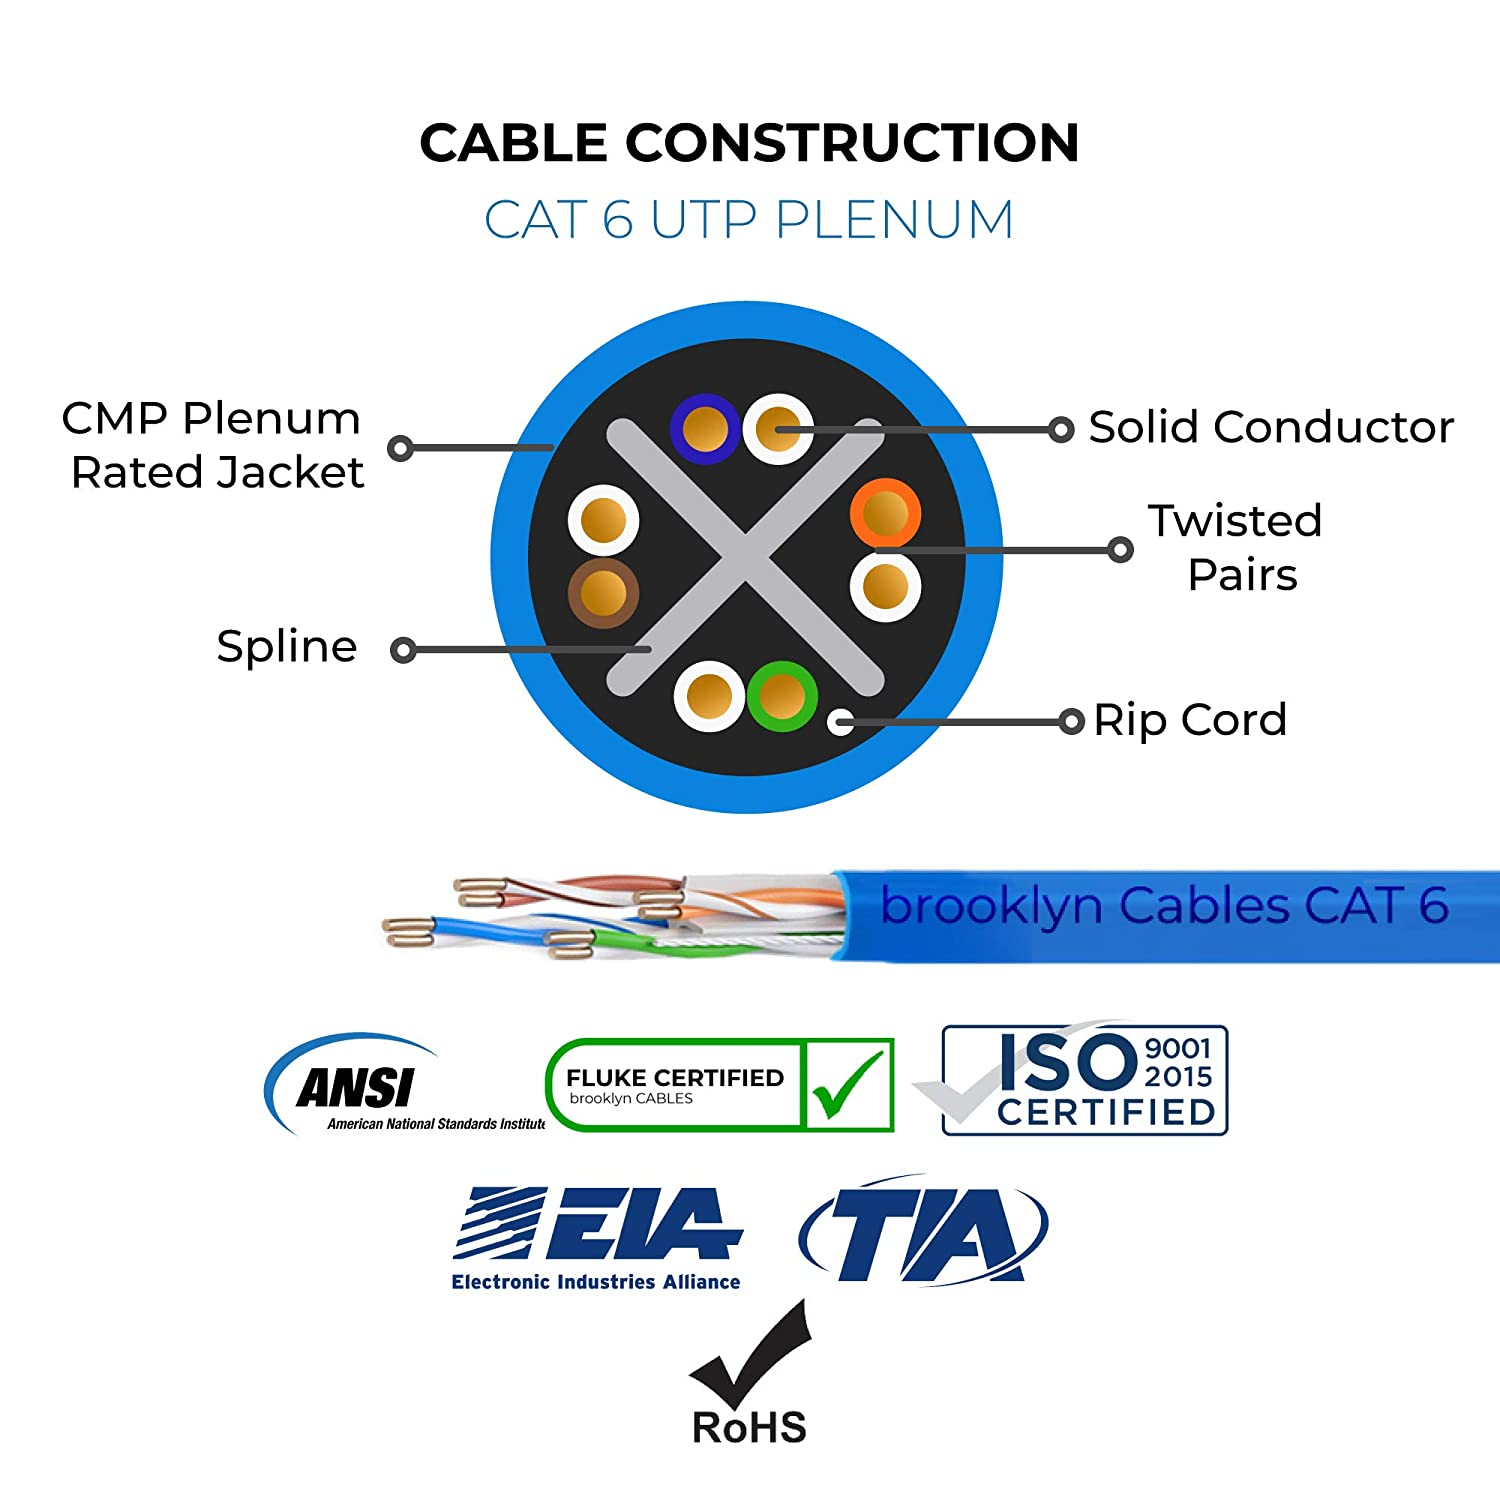 CABLE CONSTRUCTION
CAT 6 UTP PLENUM
CMP Plenum
Rated Jacket
Solid Conductor
Twisted
Pairs
Spline
Rip Cord
brooklyn Cables CAT 6
ANSI
American National Standards Institute
FLUKE CERTIFIED
brooklyn CABLES
ISO 9001
2015
CERTIFIED
EIA
Electronic Industries Alliance
TIA
RoHS